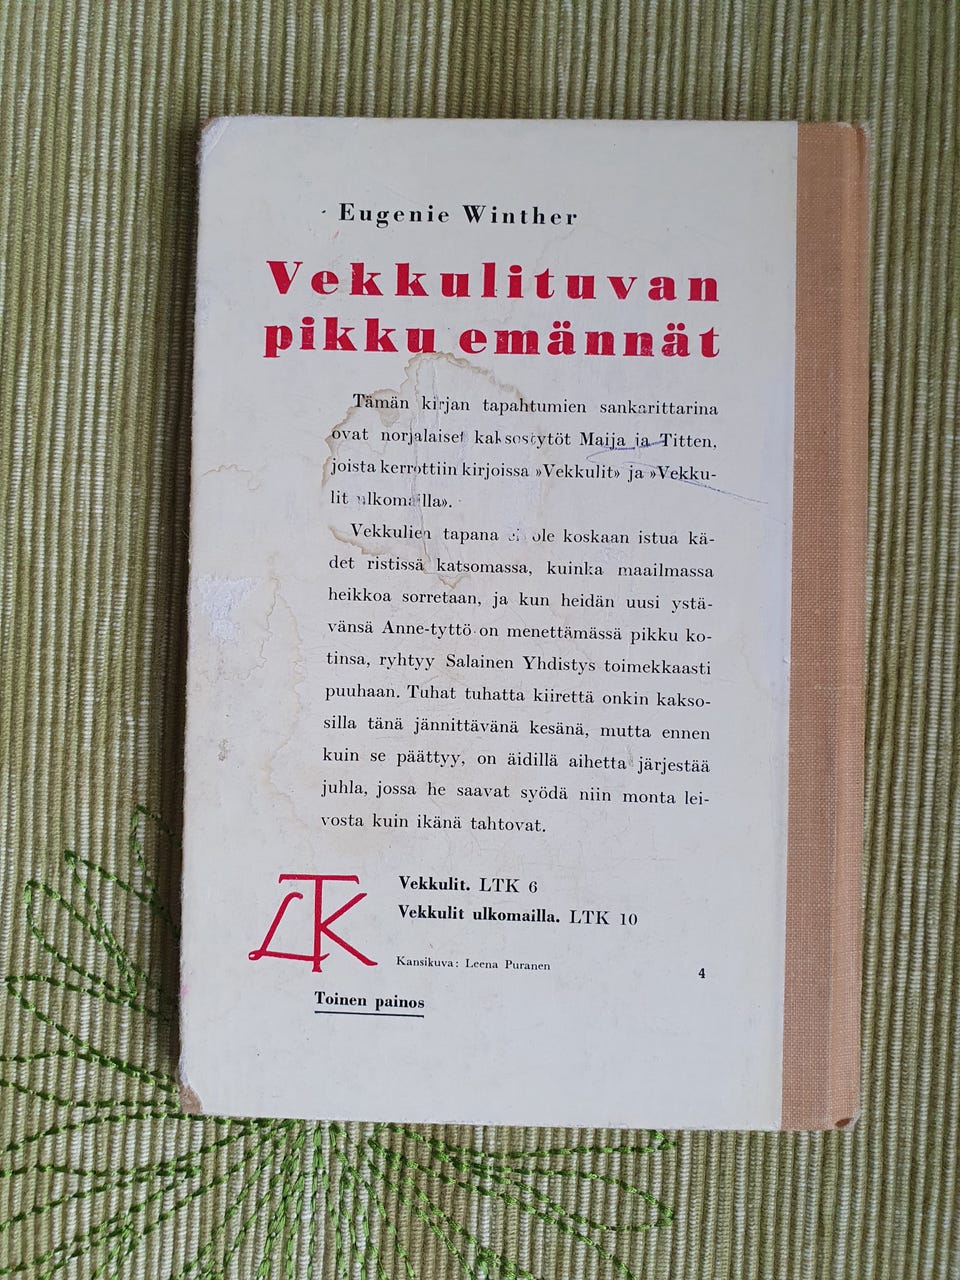 Eugenie Winther
Vekkulituvan
pikku emännät
Tämän kirjan tapahtumien sankarittarina
ovat norjalaiset kaksostytöt Maija ja Titten,
joista kerrottiin kirjoissa »Vekkulit» ja »Vekku-
lit ulkomailla».
Vekkulien tapana ei ole koskaan istua kä-
det ristissä katsomassa, kuinka maailmassa
heikkoa sorretaan, ja kun heidän uusi ystä-
vänsä Anne-tyttö on menettämässä pikku ko-
tinsa, ryhtyy Salainen Yhdistys toimekkaasti
puuhaan. Tuhat tuhatta kiirettä onkin kakso-
silla tänä jännittävänä kesänä, mutta ennen
kuin se päättyy, on äidillä aihetta järjestää
juhla, jossa he saavat syödä niin monta lei-
vosta kuin ikänä tahtovat.
LTK
Vekkulit. LTK 6
Vekkulit ulkomailla. LTK 10
Kansikuva: Leena Puranen
4
Toinen painos